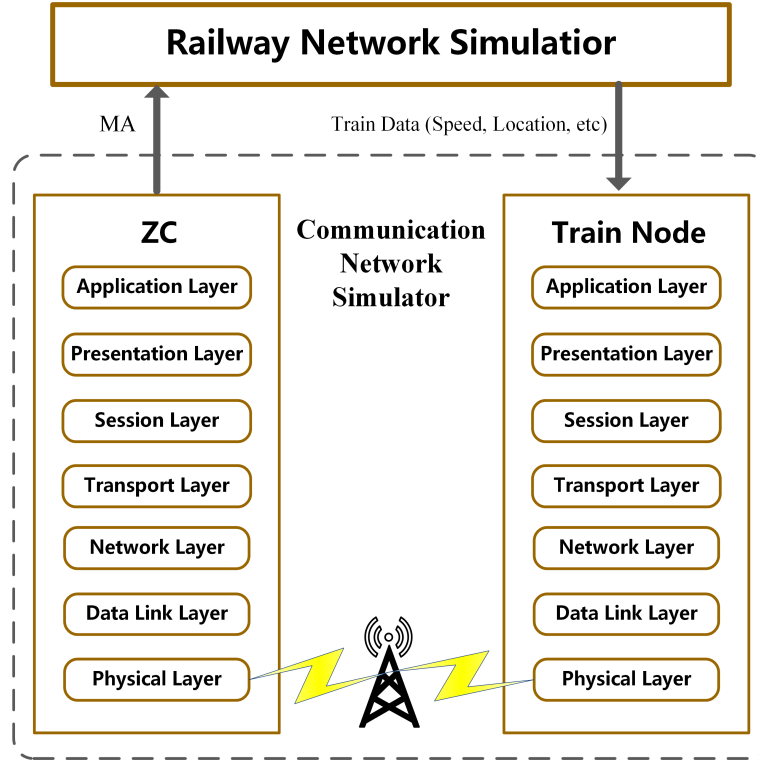 Railway Network Simulatior
MA
Train Data (Speed, Location, etc)
ZC
Application Layer
Presentation Layer
Session Layer
Transport Layer
Network Layer
Data Link Layer
Physical Layer
Communication
Network
Simulator
Train Node
Application Layer
Presentation Layer
Session Layer
Transport Layer
Network Layer
Data Link Layer
Physical Layer